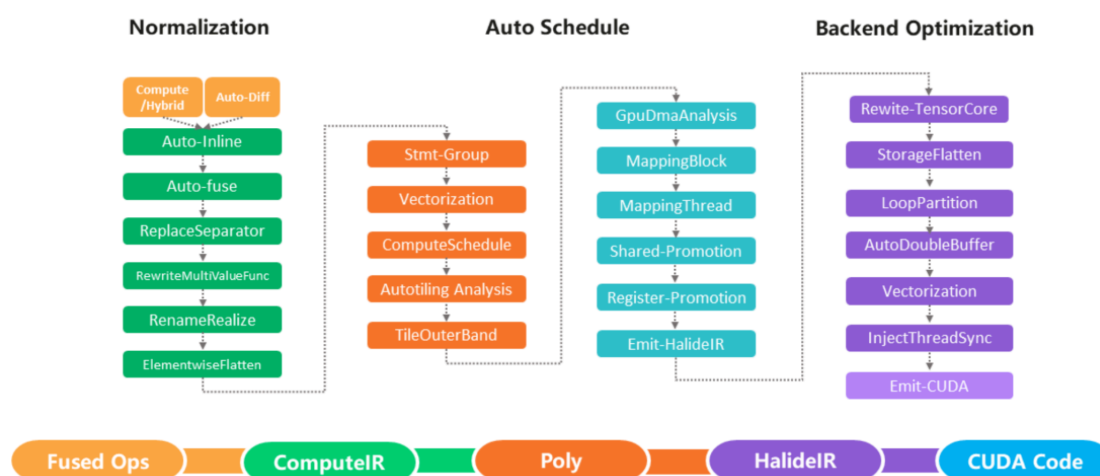 Normalization
Auto Schedule
Backend Optimization
Compute
/Hybrid
Auto-Diff
Auto-Inline
Auto-fuse
ReplaceSeparator
RewriteMultiValueFunc
RenameRealize
ElementwiseFlatten
Stmt-Group
Vectorization
ComputeSchedule
Autotiling Analysis
TileOuterBand
GpuDmaAnalysis
MappingBlock
MappingThread
Shared-Promotion
Register-Promotion
Emit-HalideIR
Rewite-TensorCore
StorageFlatten
LoopPartition
AutoDoubleBuffer
Vectorization
InjectThreadSync
Emit-CUDA
Fused Ops
ComputeIR
Poly
HalideIR
CUDA Code